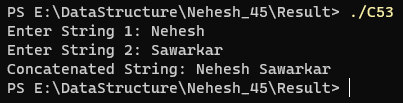 PS E:\DataStructure\Nehesh_45\Result> ./C53
Enter String 1: Nehesh
Enter String 2: Sawarkar
Concatenated String: Nehesh Sawarkar
PS E:\DataStructure\Nehesh_45\Result>